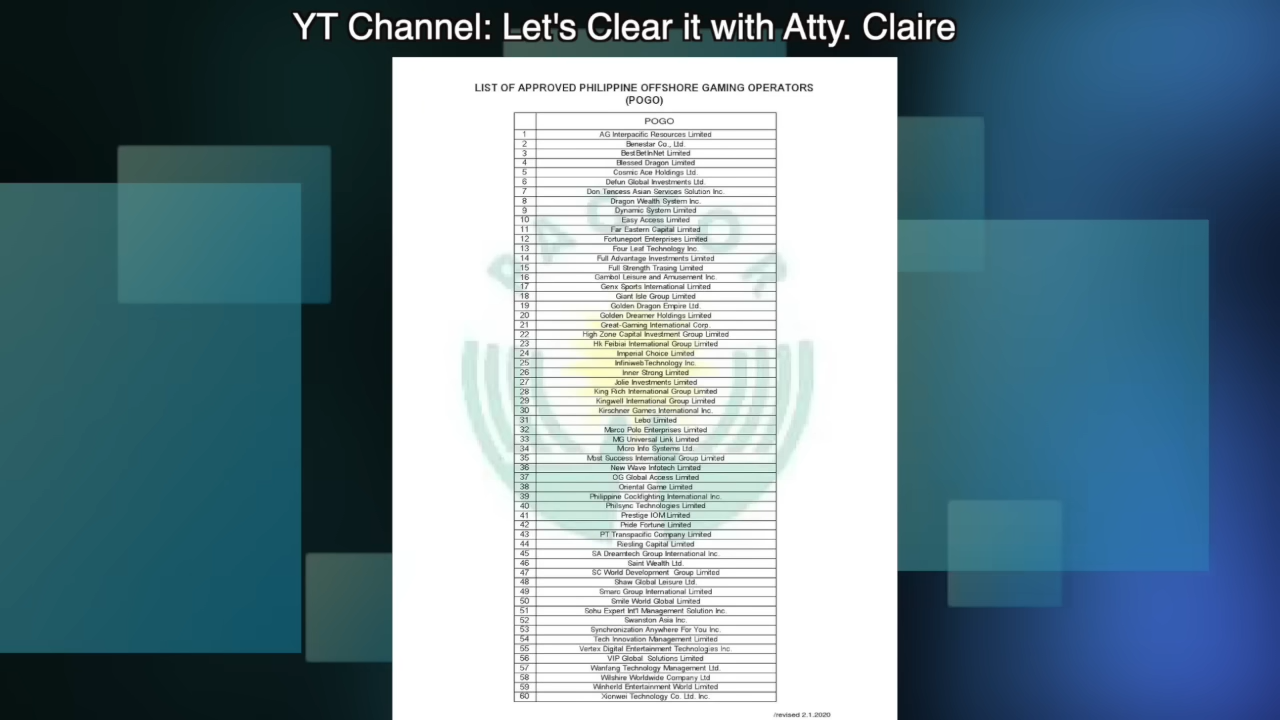 YT Channel: Let's Clear it with Atty. Claire
LIST OF APPROVED PHILIPPINE OFFSHORE GAMING OPERATORS
(POGO)
POGO
1 AG Interpacific Resources Limited
2 Benestar Co., Ltd.
3 BestBetInNet Limited
4 Blessed Dragon Limited
5 Cosmic Ace Holdings Ltd.
6 Defun Global Investments Ltd.
7 Don Tencess Asian Services Solution Inc.
8 Dragon Wealth System Inc.
9 Dynamic System Limited
10 Easy Access Limited
11 Far Eastern Capital Limited
12 Fortuneport Enterprises Limited
13 Four Leaf Technology Inc.
14 Full Advantage Investments Limited
15 Full Strength Trasing Limited
16 Gambol Leisure and Amusement Inc.
17 Genx Sports International Limited
18 Giant Isle Group Limited
19 Golden Dragon Empire Ltd.
20 Golden Dreamer Holdings Limited
21 Great-Gaming International Corp.
22 High Zone Capital Investment Group Limited
23 Hk Feibiai International Group Limited
24 Imperial Choice Limited
25 InfiniwebTechnology Inc.
26 Inner Strong Limited
27 Jolie Investments Limited
28 King Rich International Group Limited
29 Kingwell International Group Limited
30 Kirschner Games International Inc.
31 Lebo Limited
32 Marco Polo Enterprises Limited
33 MG Universal Link Limited
34 Micro Info Systems Ltd.
35 Most Success International Group Limited
36 New Wave Infotech Limited
37 OG Global Access Limited
38 Oriental Game Limited
39 Philippine Cockfighting International Inc.
40 Philsync Technologies Limited
41 Prestige IOM Limited
42 Pride Fortune Limited
43 PT Transpacific Company Limited
44 Riesling Capital Limited
45 SA Dreamtech Group International Inc.
46 Saint Wealth Ltd.
47 SC World Development Group Limited
48 Shaw Global Leisure Ltd.
49 Smarc Group International Limited
50 Smile World Global Limited
51 Sohu Expert Int'l Management Solution Inc.
52 Swanston Asia Inc.
53 Synchronization Anywhere For You Inc.
54 Tech Innovation Management Limited
55 Vertex Digital Entertainment Technologies Inc.
56 VIP Global Solutions Limited
57 Wanfang Technology Management Ltd.
58 Wilshire Worldwide Company Ltd
59 Winherld Entertainment World Limited
60 Xionwei Technology Co. Ltd. Inc.
PAGCOR
/revised 2.1.2020